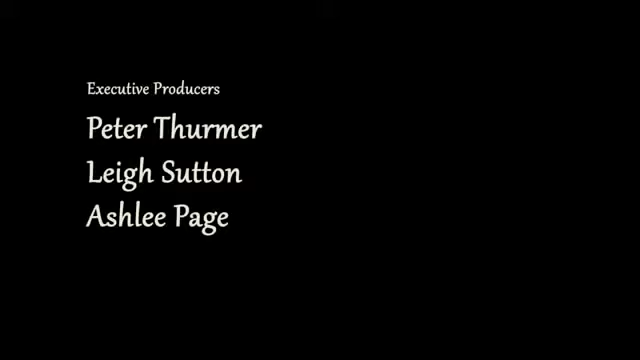 Executive Producers
Peter Thurmer
Leigh Sutton
Ashlee Page